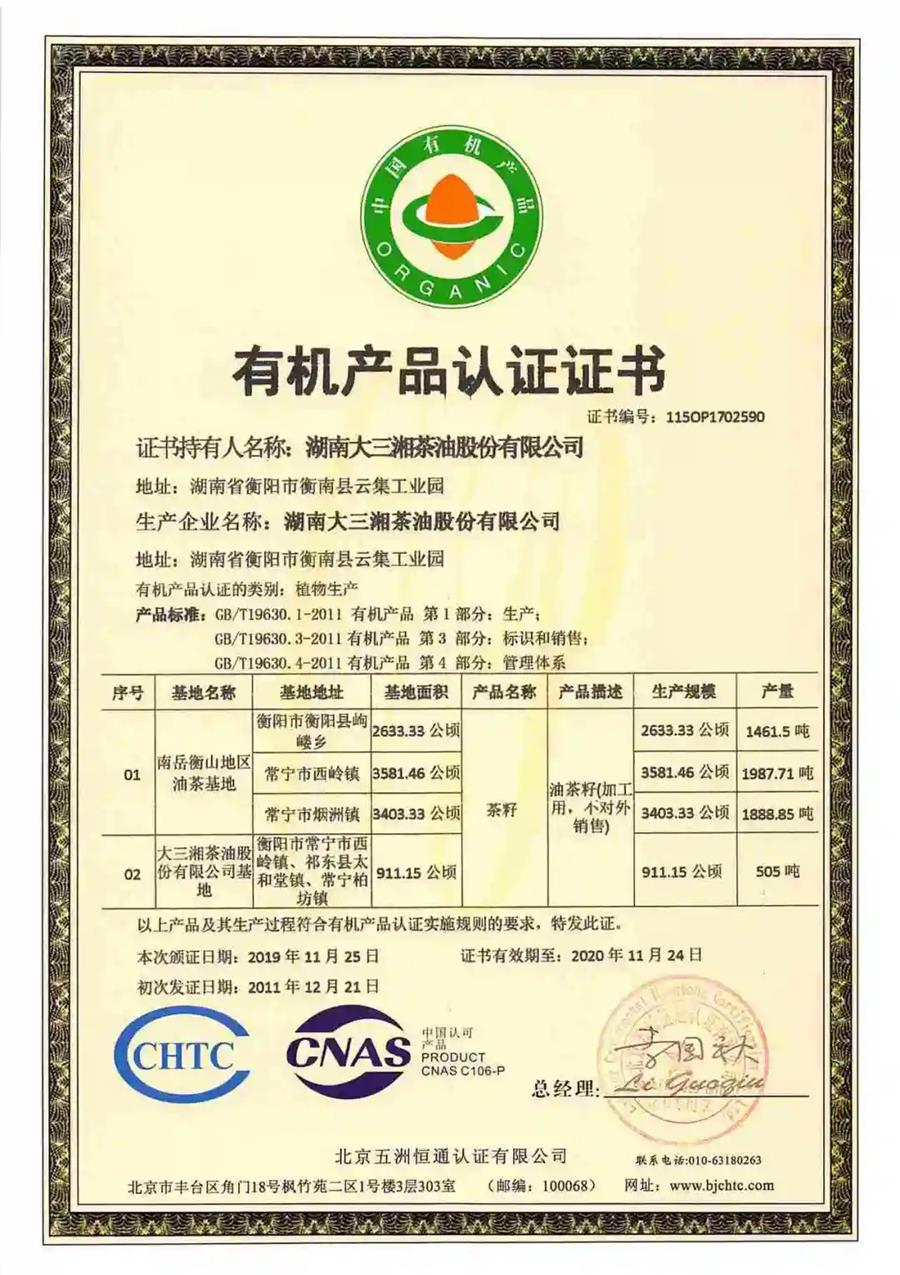 中国有机产品
ORGANIC
有机产品认证证书
证书编号：115OP1702590
证书持有人名称：湖南大三湘茶油股份有限公司
地址：湖南省衡阳市衡南县云集工业园
生产企业名称：湖南大三湘茶油股份有限公司
地址：湖南省衡阳市衡南县云集工业园
有机产品认证的类别：植物生产
产品标准：GB/T19630.1-2011 有机产品 第1部分：生产；
GB/T19630.3-2011 有机产品 第3 部分：标识和销售；
GB/T19630.4-2011 有机产品 第4 部分：管理体系
序号 基地名称 基地地址 基地面积 产品名称 产品描述 生产规模 产量
01 南岳衡山地区油茶基地 衡阳市衡阳县岣嵝乡 2633.33 公顷 茶籽 油茶籽(加工用，不对外销售) 2633.33 公顷 1461.5 吨
常宁市西岭镇 3581.46 公顷 3581.46 公顷 1987.71 吨
常宁市烟洲镇 3403.33 公顷 3403.33 公顷 1888.85 吨
02 大三湘茶油股份有限公司基地 衡阳市常宁市西岭镇、祁东县太和堂镇、常宁柏坊镇 911.15 公顷 911.15 公顷 505 吨
以上产品及其生产过程符合有机产品认证实施规则的要求，特发此证。
本次颁证日期：2019 年 11 月 25 日 证书有效期至：2020 年 11 月 24 日
初次发证日期：2011 年 12 月 21 日
CHTC
CNAS
中国认可
产品
PRODUCT
CNAS C106-P
总经理：
Li Guoqiu
北京五洲恒通认证有限公司 联系电话:010-63180263
北京市丰台区角门18号枫竹苑二区1号楼3层303室 （邮编：100068） 网址：www.bjchtc.com